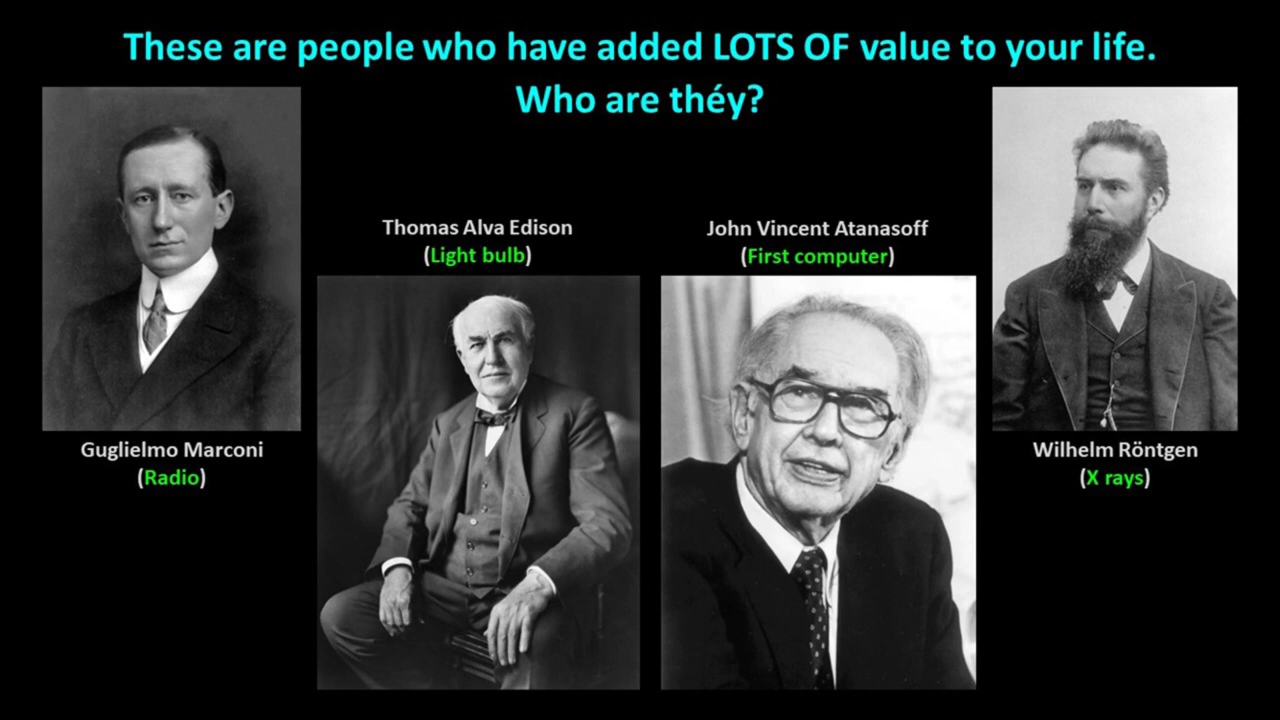 These are people who have added LOTS OF value to your life.
Who are théy?
Thomas Alva Edison
(Light bulb)
John Vincent Atanasoff
(First computer)
Guglielmo Marconi
(Radio)
Wilhelm Röntgen
(X rays)